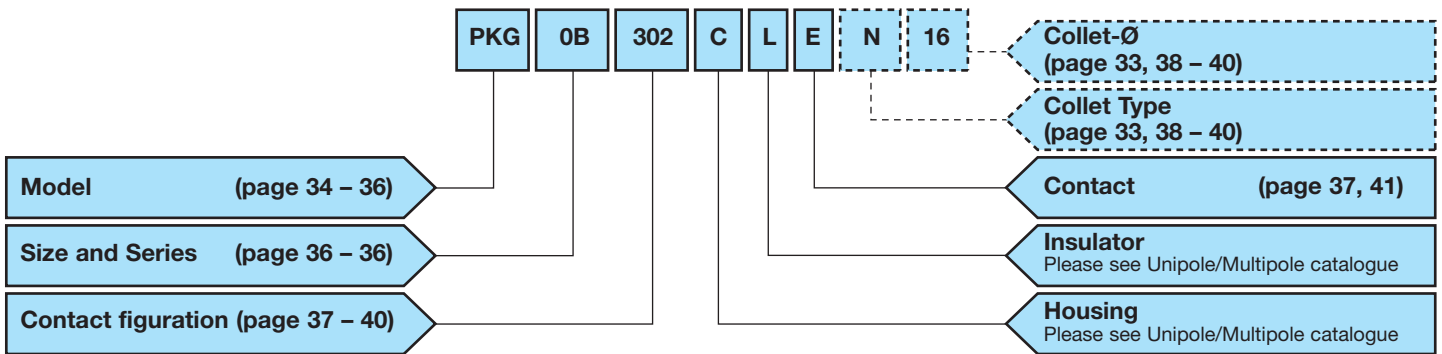 PKG 0B 302 C L E N 16
Collet-Ø
(page 33, 38 – 40)
Collet Type
(page 33, 38 – 40)
Model (page 34 – 36)
Contact (page 37, 41)
Size and Series (page 36 – 36)
Insulator
Please see Unipole/Multipole catalogue
Contact figuration (page 37 – 40)
Housing
Please see Unipole/Multipole catalogue